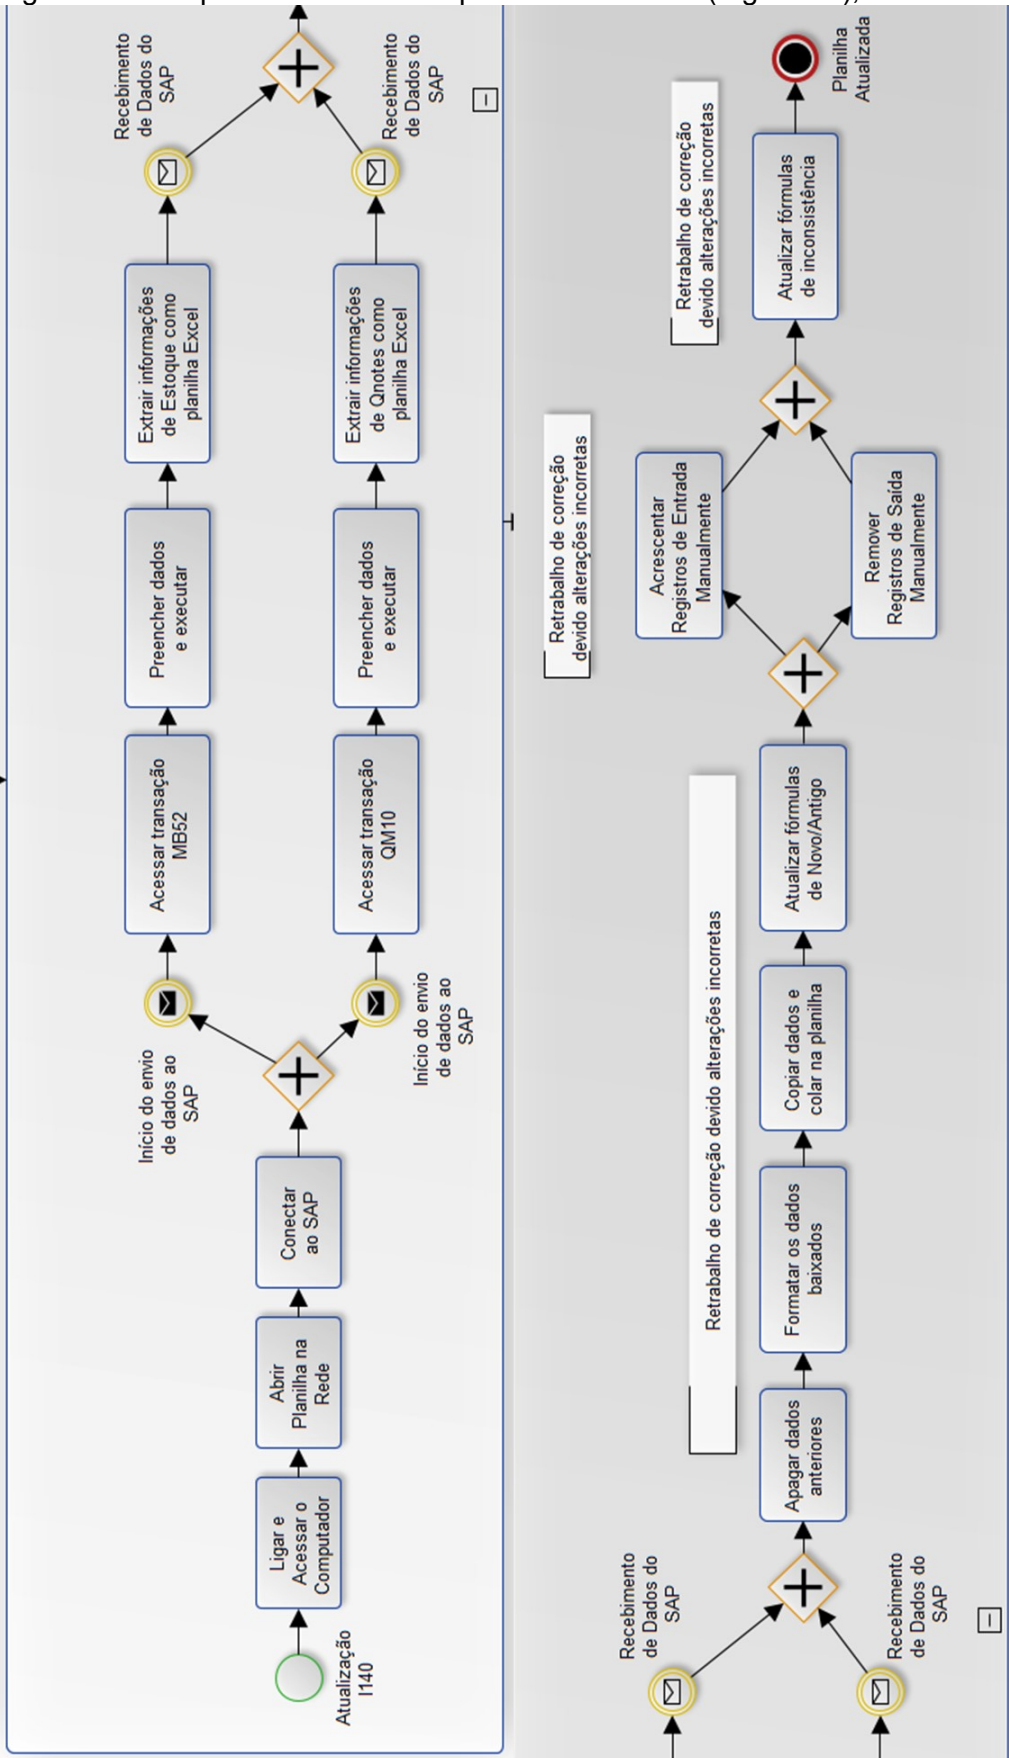 Atualização
I140
Ligar e
Acessar o
Computador
Abrir
Planilha na
Rede
Conectar
ao SAP
Início do envio
de dados ao
SAP
Acessar transação
MB52
Preencher dados
e executar
Extrair informações
de Estoque como
planilha Excel
Recebimento
de Dados do
SAP
Início do envio
de dados ao
SAP
Acessar transação
QM10
Preencher dados
e executar
Extrair informações
de Qnotes como
planilha Excel
Recebimento
de Dados do
SAP
Retrabalho de correção
devido alterações incorretas
Recebimento
de Dados do
SAP
Recebimento
de Dados do
SAP
Retrabalho de correção devido alterações incorretas
Apagar dados
anteriores
Formatar os dados
baixados
Copiar dados e
colar na planilha
Atualizar fórmulas
de Novo/Antigo
Acrescentar
Registros de Entrada
Manualmente
Remover
Registros de Saída
Manualmente
Retrabalho de correção
devido alterações incorretas
Atualizar fórmulas
de inconsistência
Planilha
Atualizada